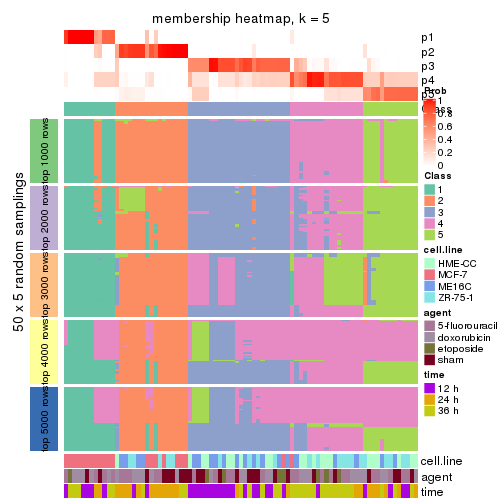 membership heatmap, k = 5
p1
p2
p3
p4
p5
Prob
1
0.8
0.6
0.4
0.2
0
Class
Class
1
2
3
4
5
cell.line
HME-CC
MCF-7
ME16C
ZR-75-1
agent
5-fluorouracil
doxorubicin
etoposide
sham
time
12 h
24 h
36 h
50 x 5 random samplings
top 1000 rows
top 2000 rows
top 3000 rows
top 4000 rows
top 5000 rows
cell.line
agent
time